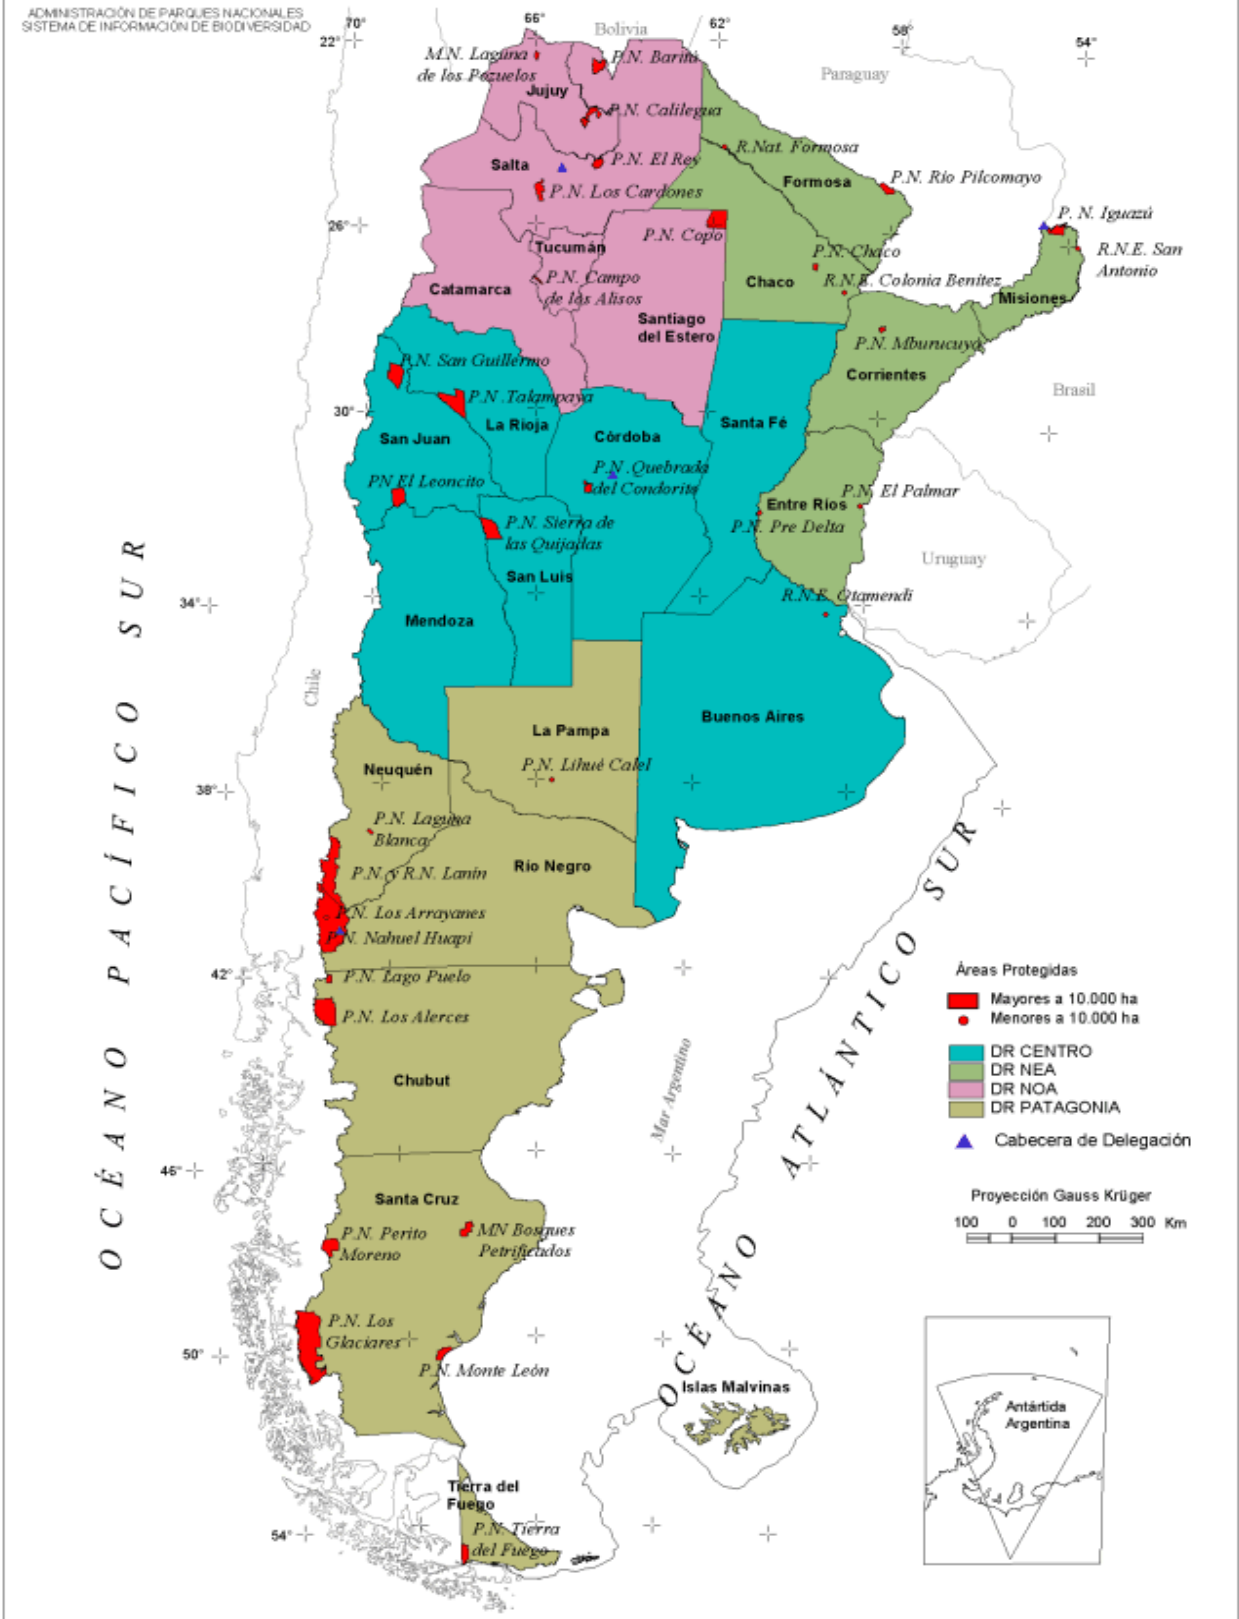 ADMINISTRACIÓN DE PARQUES NACIONALES
SISTEMA DE INFORMACIÓN DE BIODIVERSIDAD
70°
66°
62°
58°
54°
22°
Bolivia
Paraguay
M.N. Laguna
de los Pozuelos
P.N. Baritú
Jujuy
P.N. Calilegua
R.Nat. Formosa
Salta
P.N. El Rey
Formosa
P.N. Río Pilcomayo
P.N. Los Cardones
26°
P.N. Copo
P. N. Iguazú
Tucumán
P.N. Chaco
R.N.E. San
Antonio
P.N. Campo
de los Alisos
Catamarca
Chaco
R.N.E. Colonia Benítez
Misiones
Santiago
del Estero
P.N. Mburucuyá
P.N. San Guillermo
Corrientes
Brasil
P.N. Talampaya
30°
La Rioja
Santa Fé
San Juan
Córdoba
P.N. Quebrada
del Condorito
PN El Leoncito
P.N. El Palmar
Entre Ríos
P.N. Pre Delta
P.N. Sierra de
las Quijadas
Uruguay
San Luis
R.N.E. Otamendi
34°
Mendoza
OCÉANO PACÍFICO SUR
Chile
Buenos Aires
La Pampa
P.N. Lihué Calel
Neuquén
38°
P.N. Laguna
Blanca
Río Negro
P.N. y R.N. Lanín
P.N. Los Arrayanes
P.N. Nahuel Huapi
42°
P.N. Lago Puelo
P.N. Los Alerces
Chubut
Mar Argentino
OCÉANO ATLÁNTICO SUR
Áreas Protegidas
Mayores a 10.000 ha
Menores a 10.000 ha
DR CENTRO
DR NEA
DR NOA
DR PATAGONIA
Cabecera de Delegación
46°
Santa Cruz
P.N. Perito
Moreno
MN Bosques
Petrificados
Proyección Gauss Krüger
100 0 100 200 300 Km
P.N. Los
Glaciares
50°
P.N. Monte León
Islas Malvinas
Antártida
Argentina
Tierra del
Fuego
54°
P.N. Tierra
del Fuego